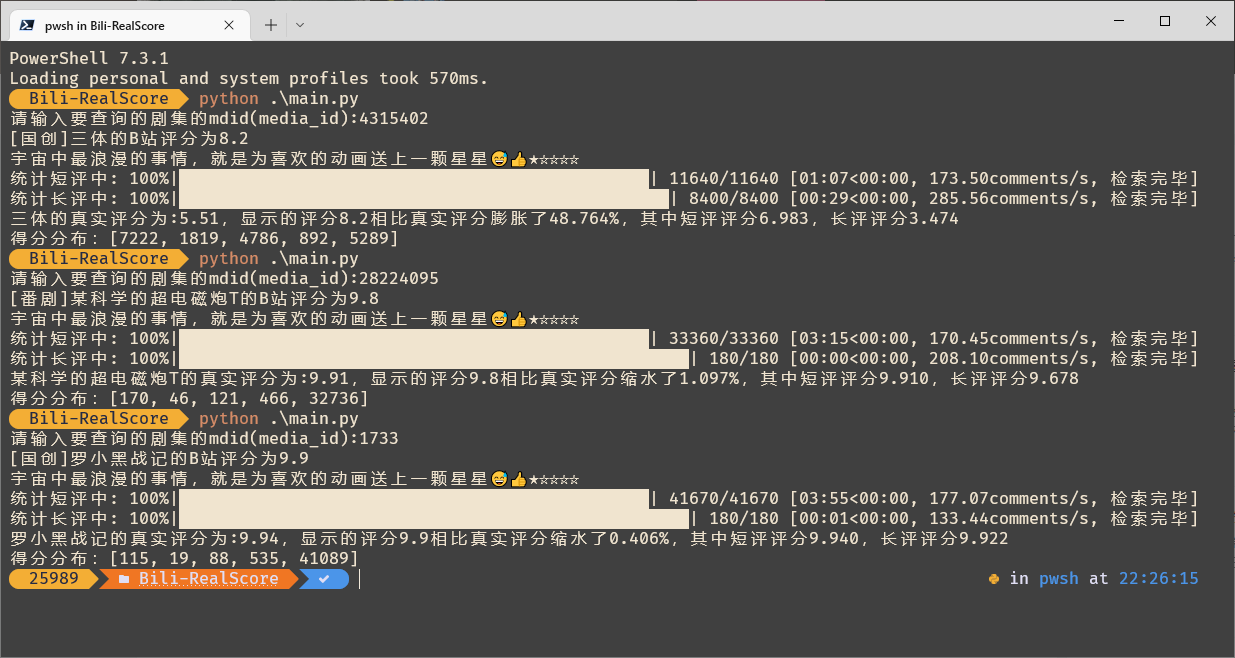 pwsh in Bili-RealScore
PowerShell 7.3.1
Loading personal and system profiles took 570ms.
Bili-RealScore python .\main.py
请输入要查询的剧集的mdid(media_id):4315402
[国创]三体的B站评分为8.2
宇宙中最浪漫的事情, 就是为喜欢的动画送上一颗星星😅👍★☆☆☆☆
统计短评中: 100%| | 11640/11640 [01:07<00:00, 173.50comments/s, 检索完毕]
统计长评中: 100%| | 8400/8400 [00:29<00:00, 285.56comments/s, 检索完毕]
三体的真实评分为:5.51, 显示的评分8.2相比真实评分膨胀了48.764%, 其中短评评分6.983, 长评评分3.474
得分分布: [7222, 1819, 4786, 892, 5289]
Bili-RealScore python .\main.py
请输入要查询的剧集的mdid(media_id):28224095
[番剧]某科学的超电磁炮T的B站评分为9.8
宇宙中最浪漫的事情, 就是为喜欢的动画送上一颗星星😅👍★☆☆☆☆
统计短评中: 100%| | 33360/33360 [03:15<00:00, 170.45comments/s, 检索完毕]
统计长评中: 100%| | 180/180 [00:00<00:00, 208.10comments/s, 检索完毕]
某科学的超电磁炮T的真实评分为:9.91, 显示的评分9.8相比真实评分缩水了1.097%, 其中短评评分9.910, 长评评分9.678
得分分布: [170, 46, 121, 466, 32736]
Bili-RealScore python .\main.py
请输入要查询的剧集的mdid(media_id):1733
[国创]罗小黑战记的B站评分为9.9
宇宙中最浪漫的事情, 就是为喜欢的动画送上一颗星星😅👍★☆☆☆☆
统计短评中: 100%| | 41670/41670 [03:55<00:00, 177.07comments/s, 检索完毕]
统计长评中: 100%| | 180/180 [00:01<00:00, 133.44comments/s, 检索完毕]
罗小黑战记的真实评分为:9.94, 显示的评分9.9相比真实评分缩水了0.406%, 其中短评评分9.940, 长评评分9.922
得分分布: [115, 19, 88, 535, 41089]
25989 Bili-RealScore ✓ in pwsh at 22:26:15